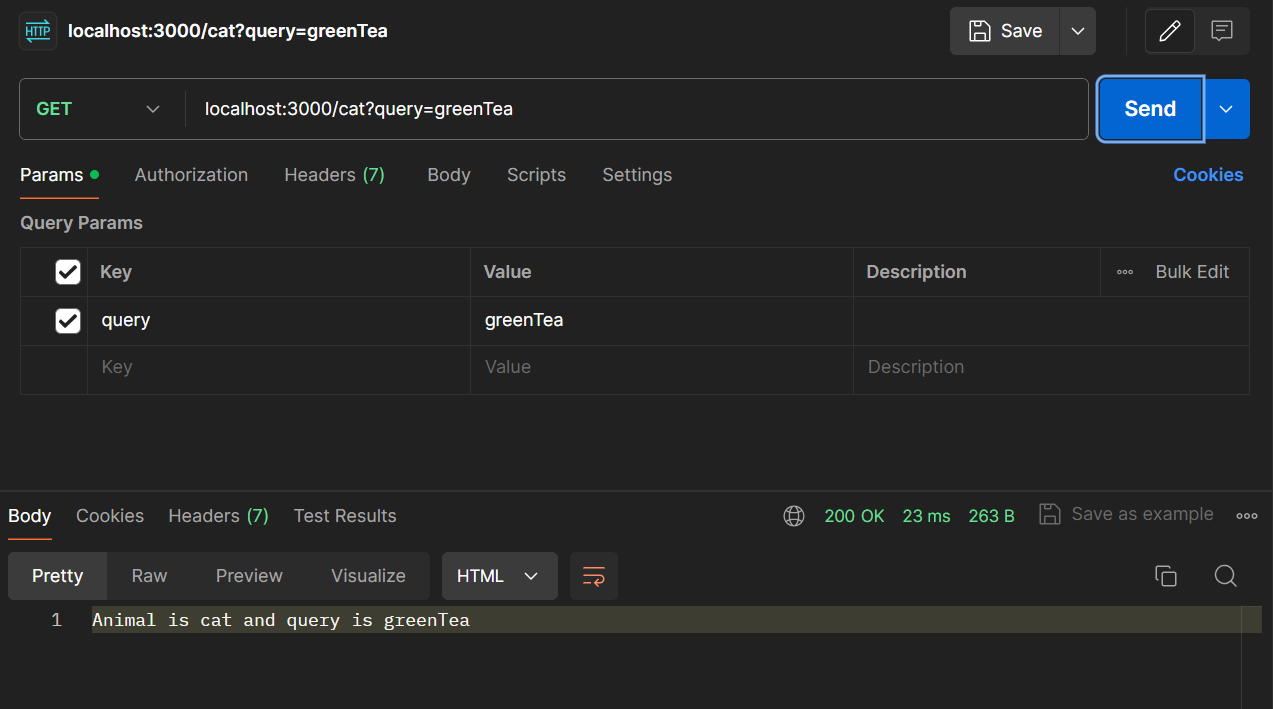 HTTP localhost:3000/cat?query=greenTea Save
GET localhost:3000/cat?query=greenTea Send
Params Authorization Headers (7) Body Scripts Settings Cookies
Query Params
Key Value Description Bulk Edit
query greenTea
Key Value Description
Body Cookies Headers (7) Test Results 200 OK 23 ms 263 B Save as example
Pretty Raw Preview Visualize HTML
1 Animal is cat and query is greenTea